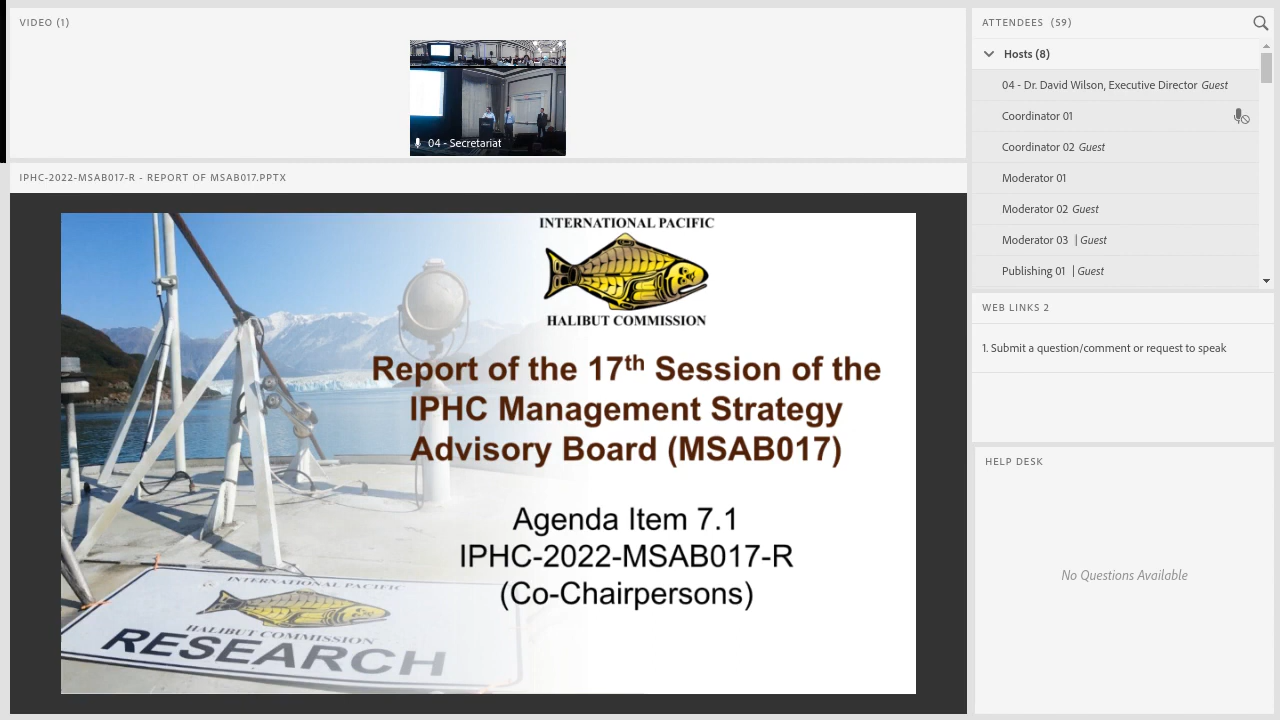 VIDEO (1)
04 - Secretariat
IPHC-2022-MSAB017-R - REPORT OF MSAB017.PPTX
INTERNATIONAL PACIFIC
HALIBUT COMMISSION
Report of the 17th Session of the
IPHC Management Strategy
Advisory Board (MSAB017)
Agenda Item 7.1
IPHC-2022-MSAB017-R
(Co-Chairpersons)
INTERNATIONAL PACIFIC
HALIBUT COMMISSION
RESEARCH
ATTENDEES (59)
Hosts (8)
04 - Dr. David Wilson, Executive Director Guest
Coordinator 01
Coordinator 02 Guest
Moderator 01
Moderator 02 Guest
Moderator 03 | Guest
Publishing 01 | Guest
WEB LINKS 2
1. Submit a question/comment or request to speak
HELP DESK
No Questions Available